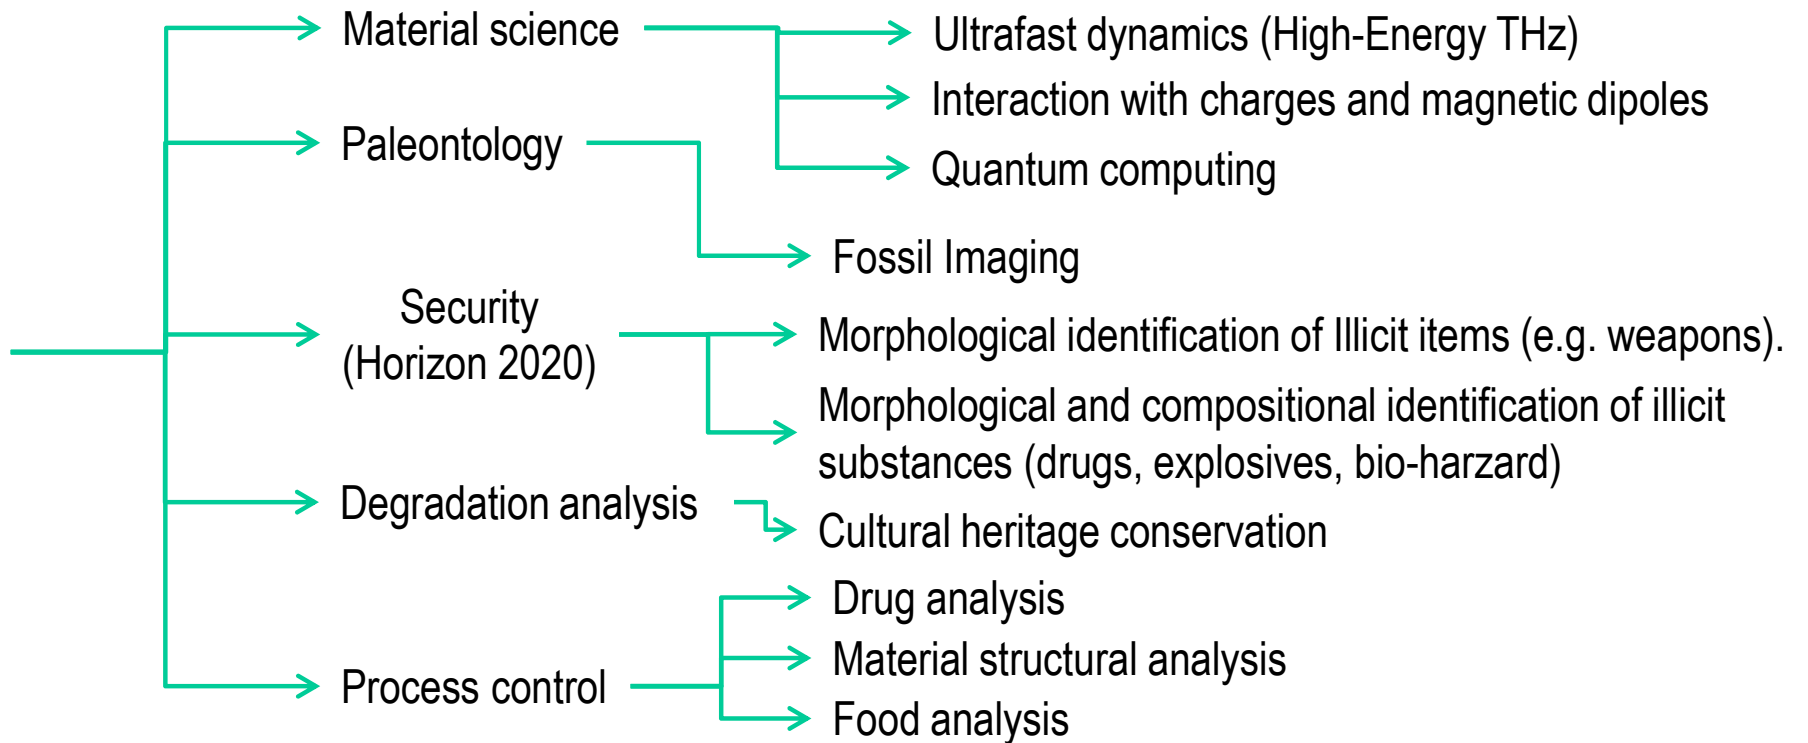 Material science
Ultrafast dynamics (High-Energy THz)
Interaction with charges and magnetic dipoles
Quantum computing
Paleontology
Fossil Imaging
Security
(Horizon 2020)
Morphological identification of Illicit items (e.g. weapons).
Morphological and compositional identification of illicit
substances (drugs, explosives, bio-harzard)
Degradation analysis
Cultural heritage conservation
Process control
Drug analysis
Material structural analysis
Food analysis